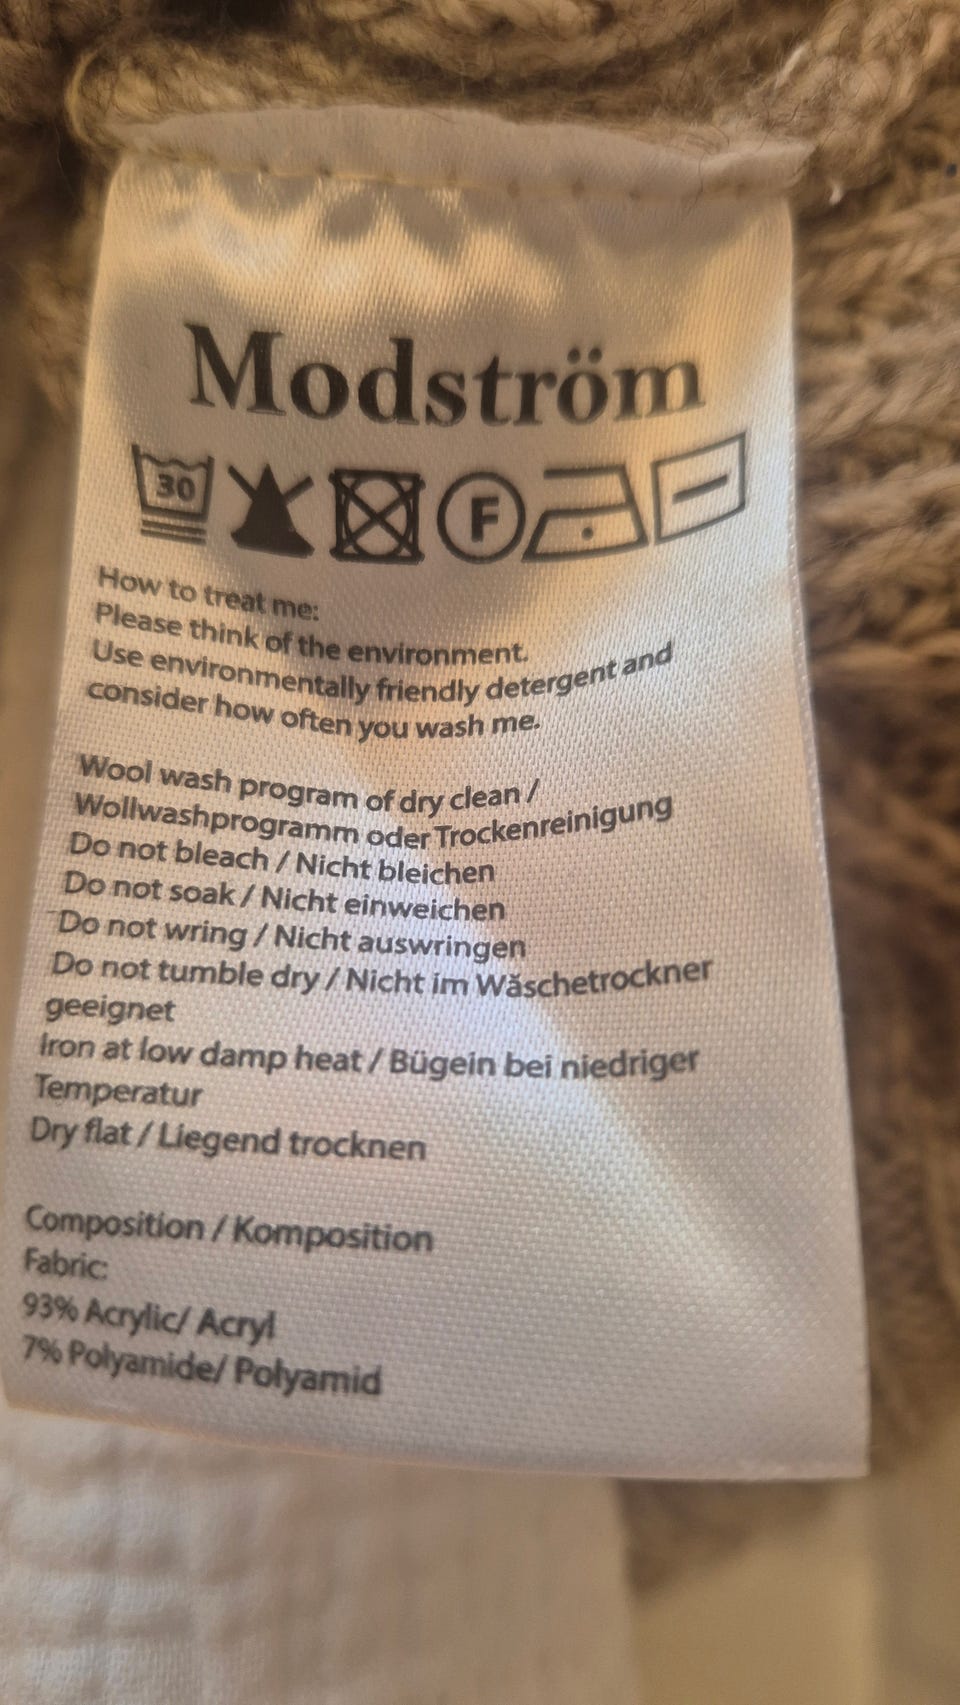 Modström
30
F
How to treat me:
Please think of the environment.
Use environmentally friendly detergent and
consider how often you wash me.
Wool wash program of dry clean /
Wollwashprogramm oder Trockenreinigung
Do not bleach / Nicht bleichen
Do not soak / Nicht einweichen
Do not wring / Nicht auswringen
Do not tumble dry / Nicht im Wăschetrockner
geeignet
Iron at low damp heat / Bügein bei niedriger
Temperatur
Dry flat / Liegend trocknen
Composition / Komposition
Fabric:
93% Acrylic/ Acryl
7% Polyamide/ Polyamid